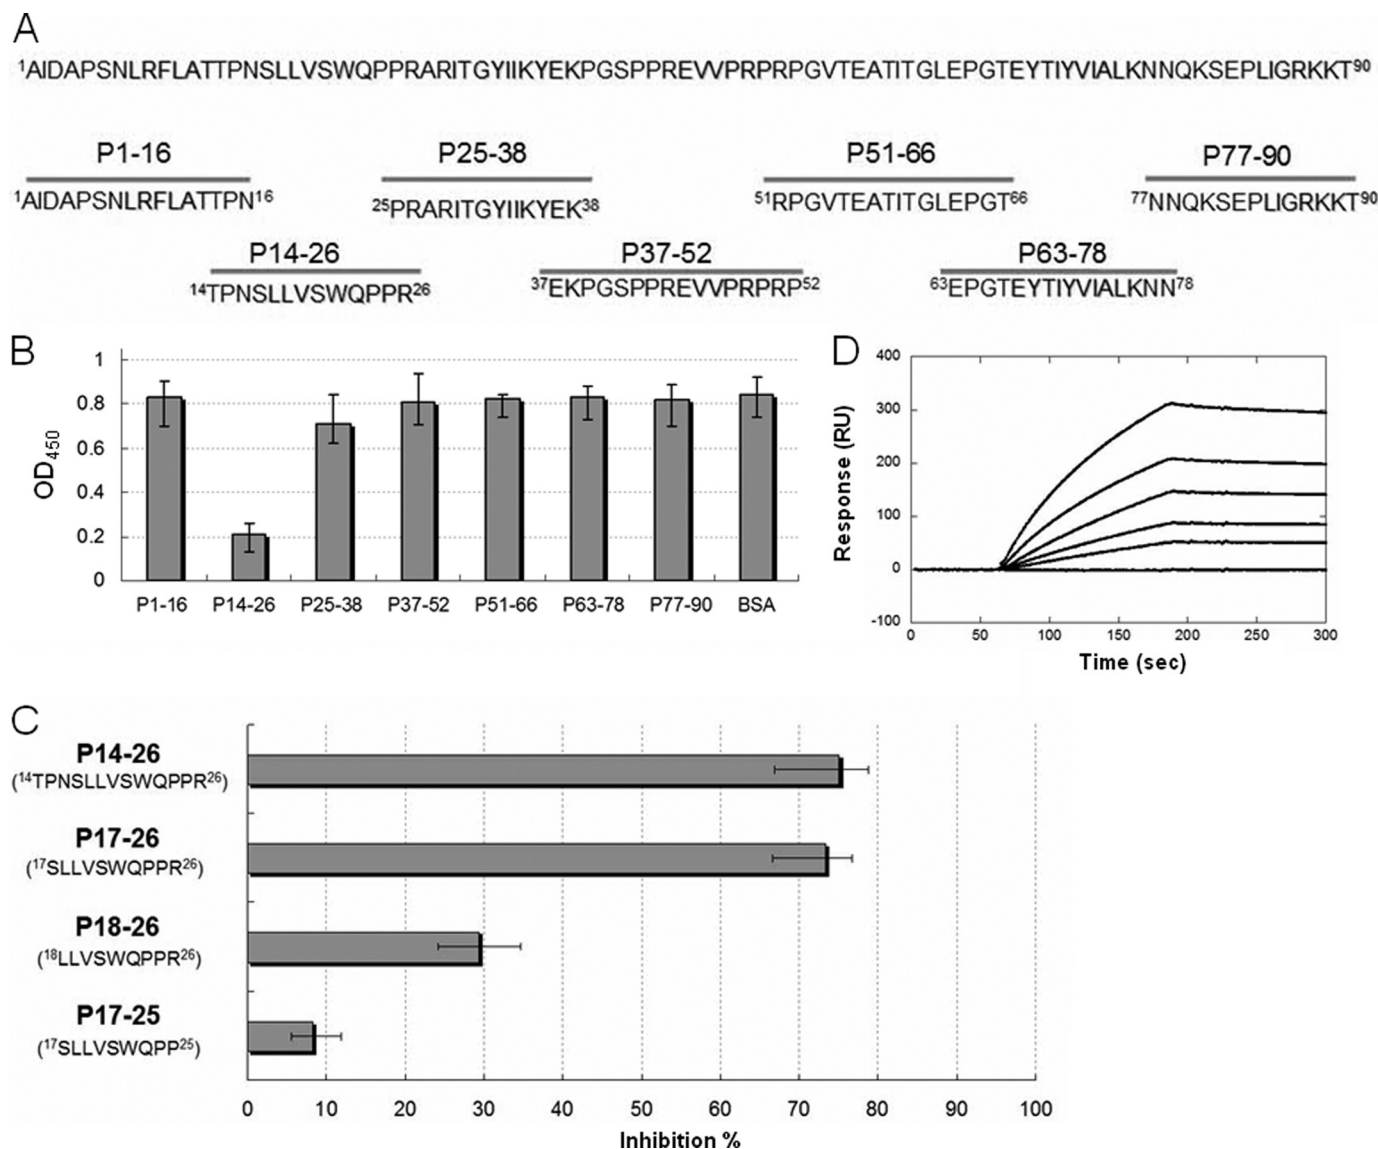 A
¹AIDAPSNLRFLATTPNSLLVSWQPPRARITGYIIKYEKPGSPPREVVPRPRPGVTEATITGLEPGTEYTIYVIALKNNQKSEPLIGRKKT⁹⁰
P1-16
P25-38
P51-66
P77-90
¹AIDAPSNLRFLATTPN¹⁶
²⁵PRARITGYIIKYEK³⁸
⁵¹RPGVTEATITGLEPGT⁶⁶
⁷⁷NNQKSEPLIGRKKT⁹⁰
P14-26
P37-52
P63-78
¹⁴TPNSLLVSWQPPR²⁶
³⁷EKPGSPPREVVPRPRP⁵²
⁶³EPGTEYTIYVIALKNN⁷⁸
B
OD₄₅₀
1
0.8
0.6
0.4
0.2
0
P1-16 P14-26 P25-38 P37-52 P51-66 P63-78 P77-90 BSA
D
Response (RU)
400
300
200
100
0
-100
0 50 100 150 200 250 300
Time (sec)
C
P14-26
(¹⁴TPNSLLVSWQPPR²⁶)
P17-26
(¹⁷SLLVSWQPPR²⁶)
P18-26
(¹⁸LLVSWQPPR²⁶)
P17-25
(¹⁷SLLVSWQPP²⁵)
0 10 20 30 40 50 60 70 80 90 100
Inhibition %